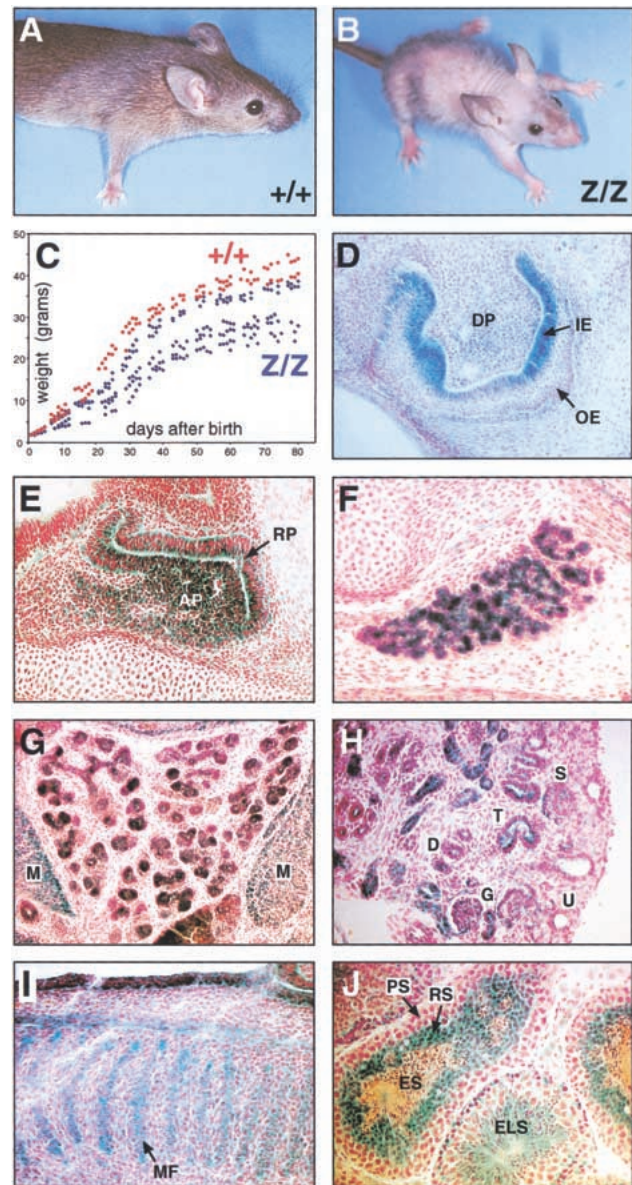 A
+/+
B
Z/Z
C
+/+
Z/Z
weight (grams)
days after birth
50
40
30
20
10
0
0 10 20 30 40 50 60 70 80
D
DP
IE
OE
E
RP
AP
F
G
M
M
H
S
T
D
G
U
I
MF
J
PS
RS
ES
ELS